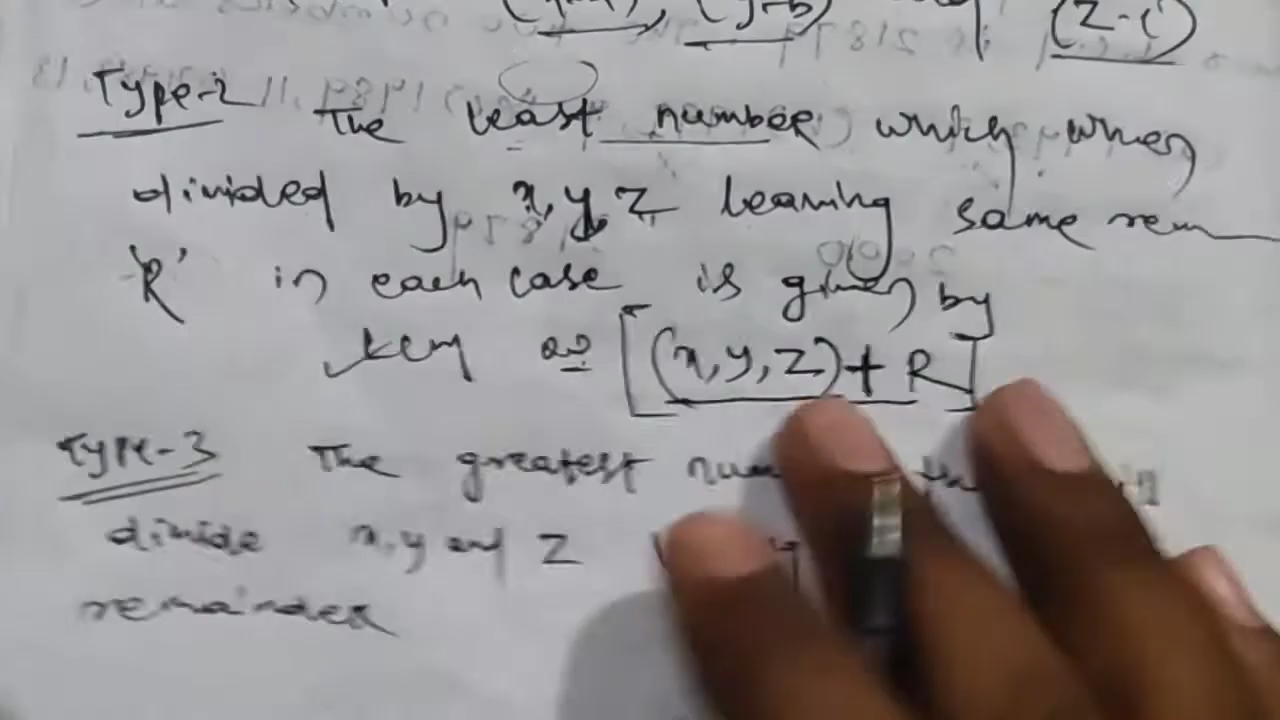 (z-c)
Type-2 The least number which when
divided by x, y, z leaving same rem
'R' in each case is given by
LCM of [(x, y, z) + R]
Type-3 The greatest
divide x, y and z
remainder